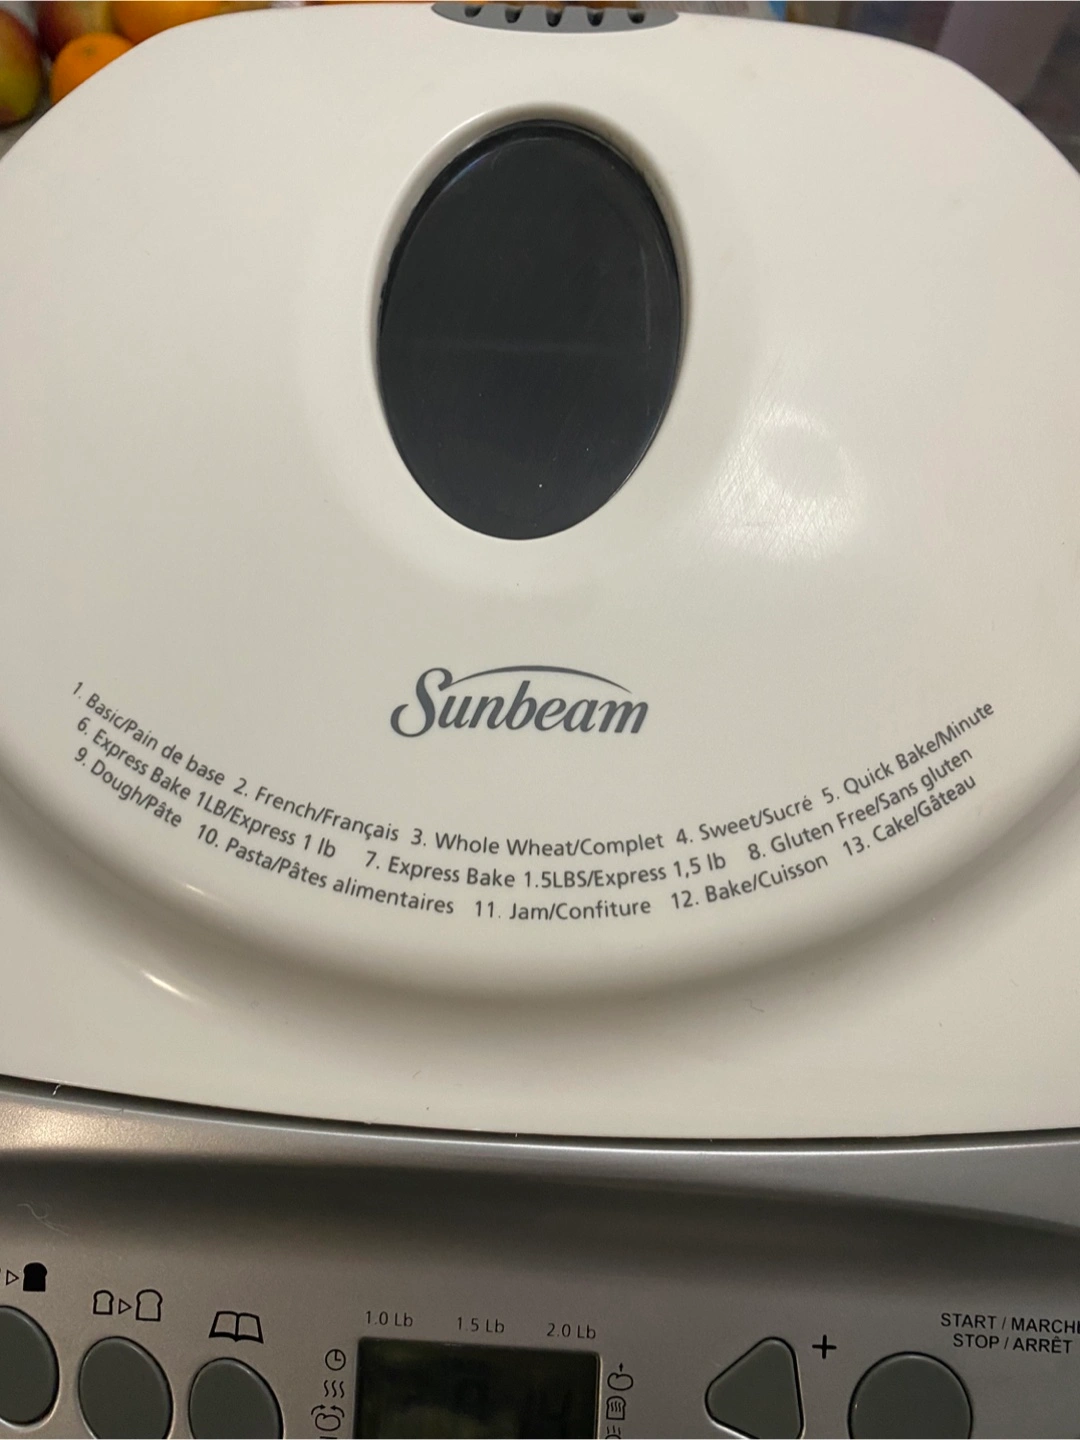 Sunbeam
1. Basic/Pain de base 2. French/Français 3. Whole Wheat/Complet 4. Sweet/Sucré 5. Quick Bake/Minute
6. Express Bake 1LB/Express 1 lb 7. Express Bake 1.5LBS/Express 1,5 lb 8. Gluten Free/Sans gluten
9. Dough/Pâte 10. Pasta/Pâtes alimentaires 11. Jam/Confiture 12. Bake/Cuisson 13. Cake/Gâteau
1.0 Lb 1.5 Lb 2.0 Lb
+
START / MARCHE
STOP / ARRÊT